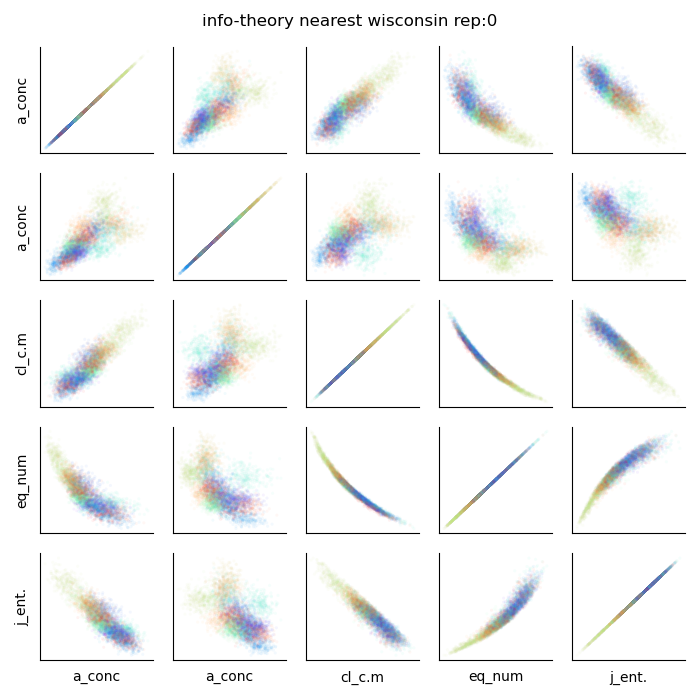 info-theory nearest wisconsin rep:0
a_conc
a_conc
cl_c.m
eq_num
j_ent.
a_conc
a_conc
cl_c.m
eq_num
j_ent.